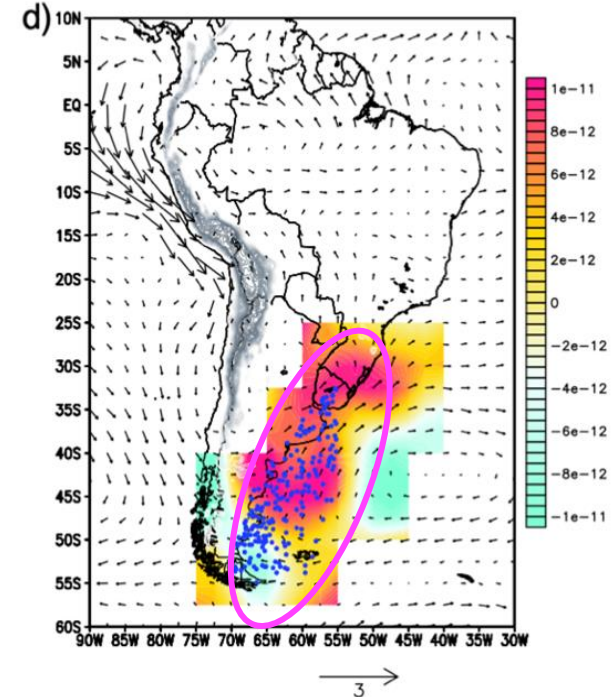 d)
10N
5N
EQ
5S
10S
15S
20S
25S
30S
35S
40S
45S
50S
55S
60S
90W 85W 80W 75W 70W 65W 60W 55W 50W 45W 40W 35W 30W
1e-11
8e-12
6e-12
4e-12
2e-12
0
-2e-12
-4e-12
-6e-12
-8e-12
-1e-11
3